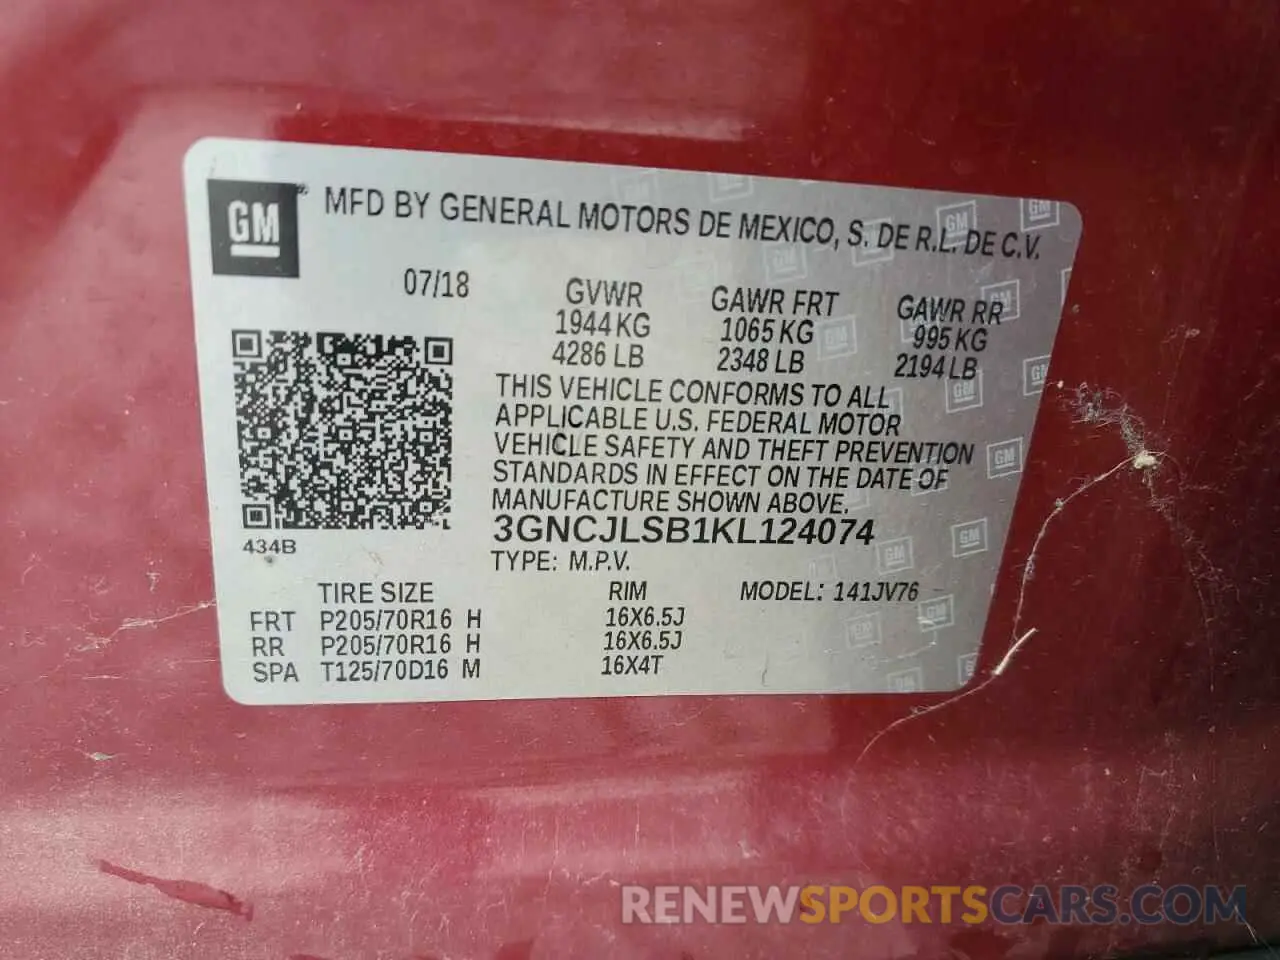 GM® MFD BY GENERAL MOTORS DE MEXICO, S. DE R.L. DE C.V.
07/18 GVWR GAWR FRT GAWR RR
1944 KG 1065 KG 995 KG
4286 LB 2348 LB 2194 LB
THIS VEHICLE CONFORMS TO ALL
APPLICABLE U.S. FEDERAL MOTOR
VEHICLE SAFETY AND THEFT PREVENTION
STANDARDS IN EFFECT ON THE DATE OF
MANUFACTURE SHOWN ABOVE.
434B
3GNCJLSB1KL124074
TYPE: M.P.V.
TIRE SIZE RIM MODEL: 141JV76
FRT P205/70R16 H 16X6.5J
RR P205/70R16 H 16X6.5J
SPA T125/70D16 M 16X4T
RENEWSPORTSCARS.COM